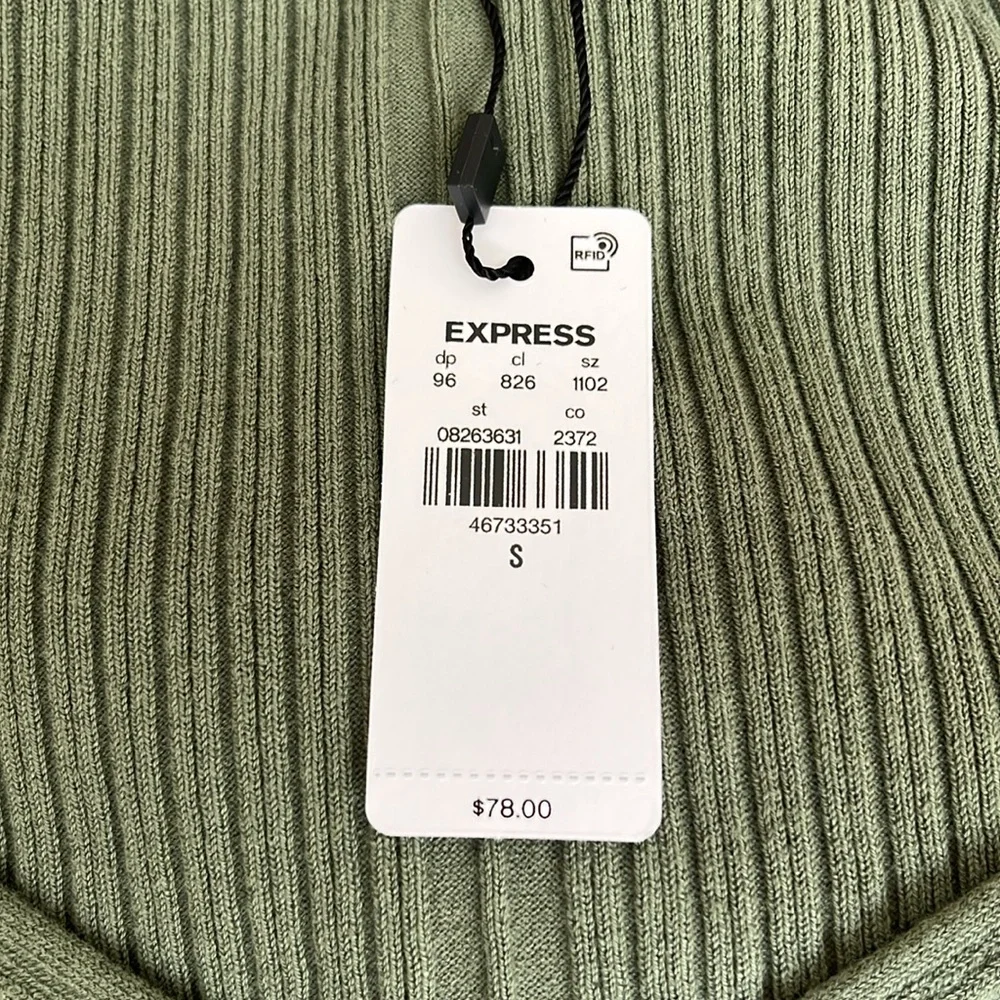 RFID
EXPRESS
dp cl sz
96 826 1102
st co
08263631 2372
46733351
S
$78.00